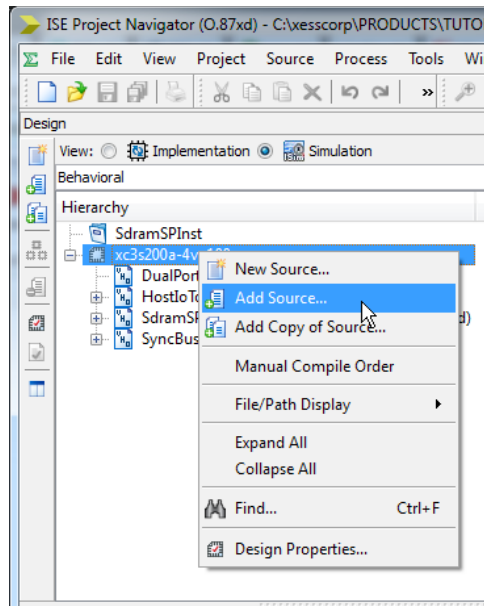 ISE Project Navigator (O.87xd) - C:\xesscorp\PRODUCTS\TUTO
File Edit View Project Source Process Tools Wi
»
Design
View: Implementation Simulation
Behavioral
Hierarchy
SdramSPInst
xc3s200a-4v
DualPort
HostIoTo
SdramSP
d)
SyncBus
New Source...
Add Source...
Add Copy of Source...
Manual Compile Order
File/Path Display
Expand All
Collapse All
Find... Ctrl+F
Design Properties...